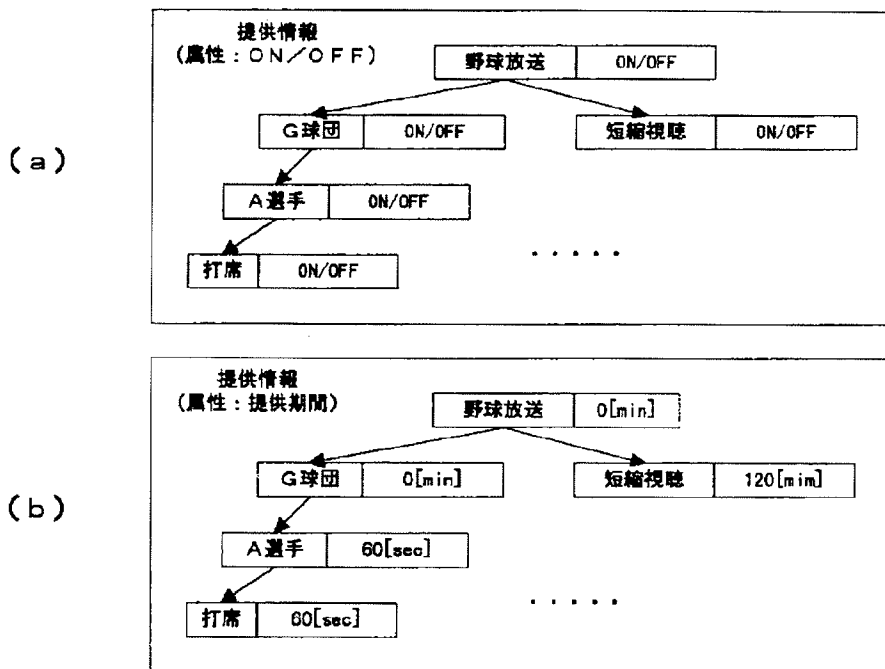 提供情報
(属性：ON／OFF)
野球放送 ON/OFF
G球団 ON/OFF 短縮視聴 ON/OFF
(a)
A選手 ON/OFF
打席 ON/OFF ・・・・・
提供情報
(属性：提供期間)
野球放送 0[min]
G球団 0[min] 短縮視聴 120[mim]
(b)
A選手 60[sec]
打席 60[sec] ・・・・・